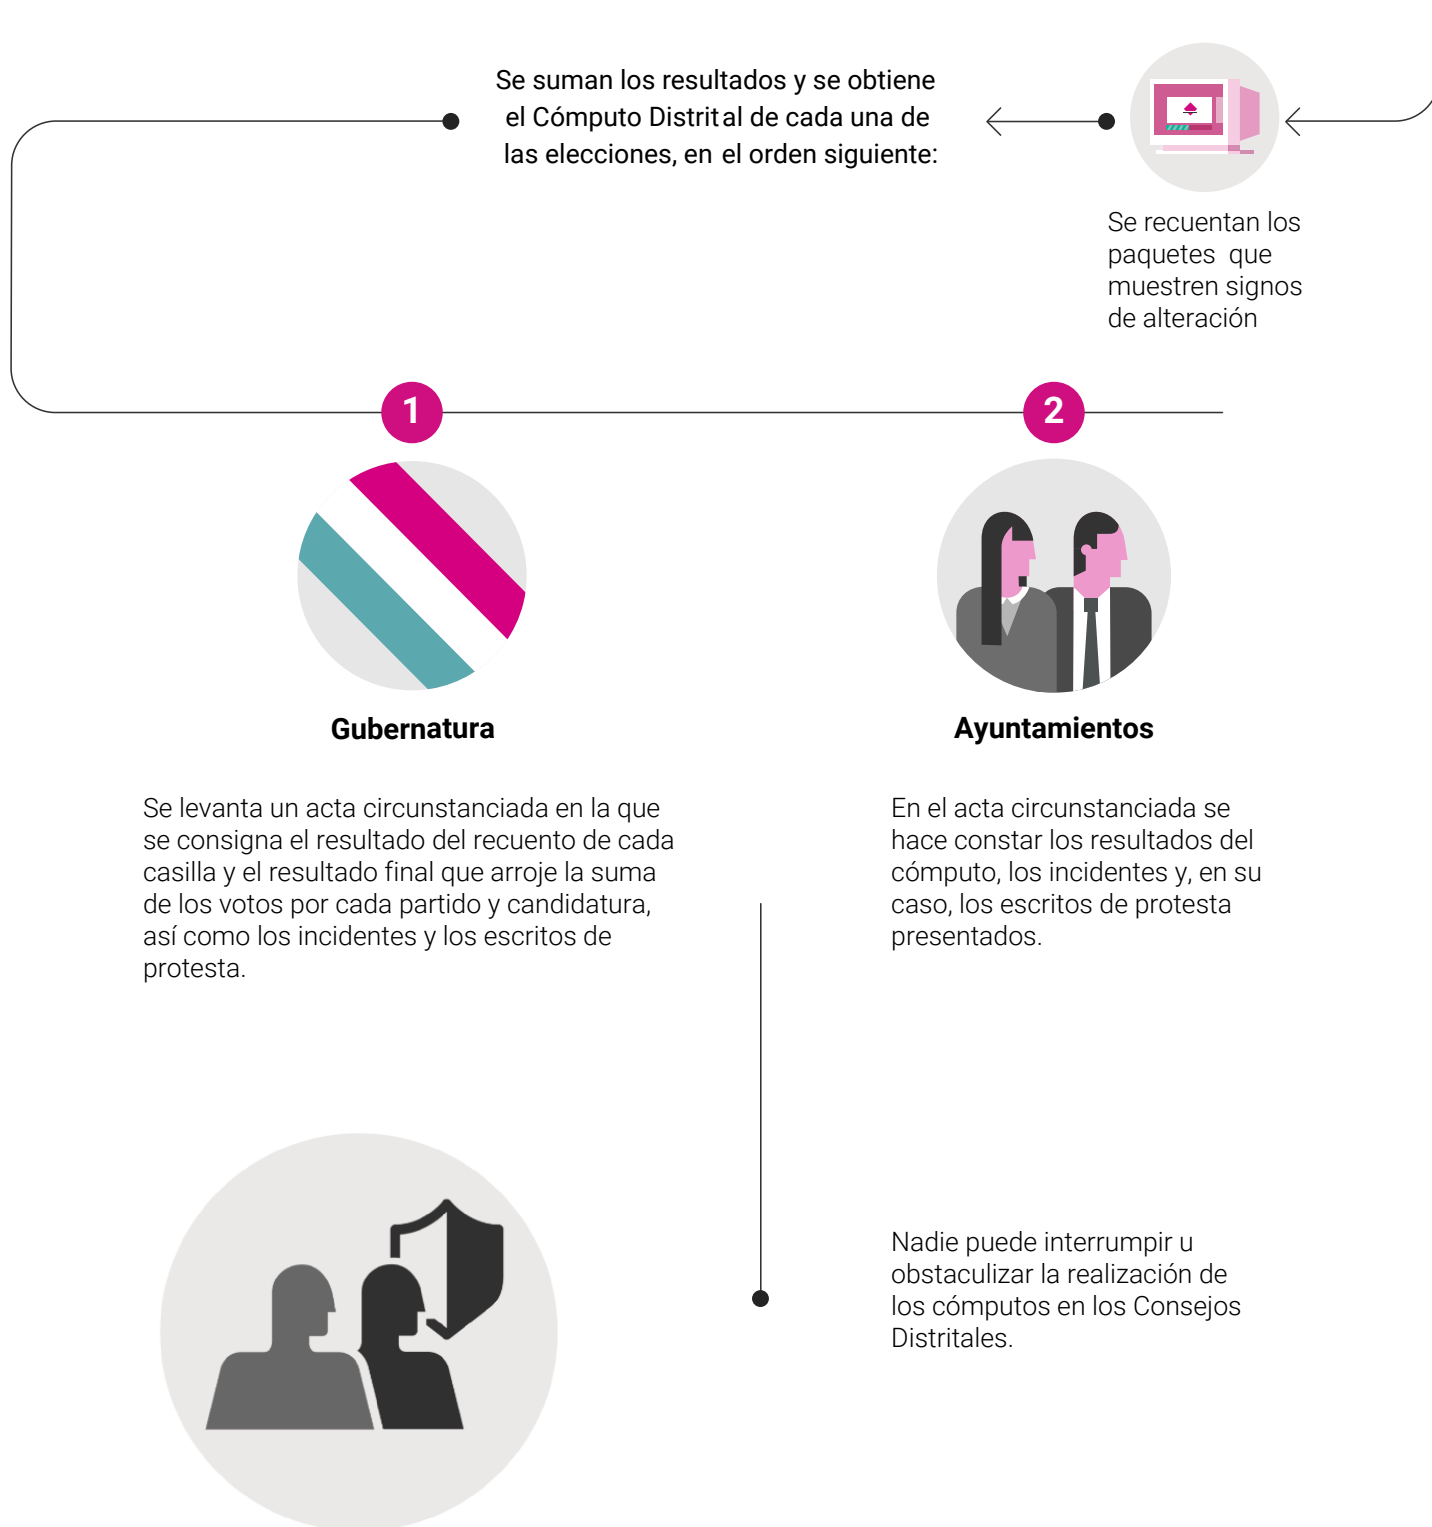 Se suman los resultados y se obtiene
el Cómputo Distrital de cada una de
las elecciones, en el orden siguiente:
Se recuentan los
paquetes que
muestren signos
de alteración
1
2
Gubernatura
Ayuntamientos
Se levanta un acta circunstanciada en la que
se consigna el resultado del recuento de cada
casilla y el resultado final que arroje la suma
de los votos por cada partido y candidatura,
así como los incidentes y los escritos de
protesta.
En el acta circunstanciada se
hace constar los resultados del
cómputo, los incidentes y, en su
caso, los escritos de protesta
presentados.
Nadie puede interrumpir u
obstaculizar la realización de
los cómputos en los Consejos
Distritales.